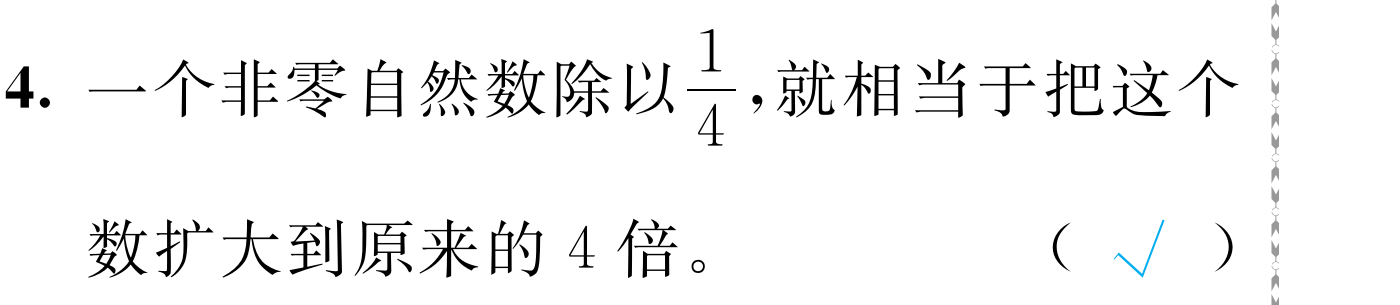 4. 一个非零自然数除以\frac{1}{4},就相当于把这个
数扩大到原来的 4 倍。 ( √ )